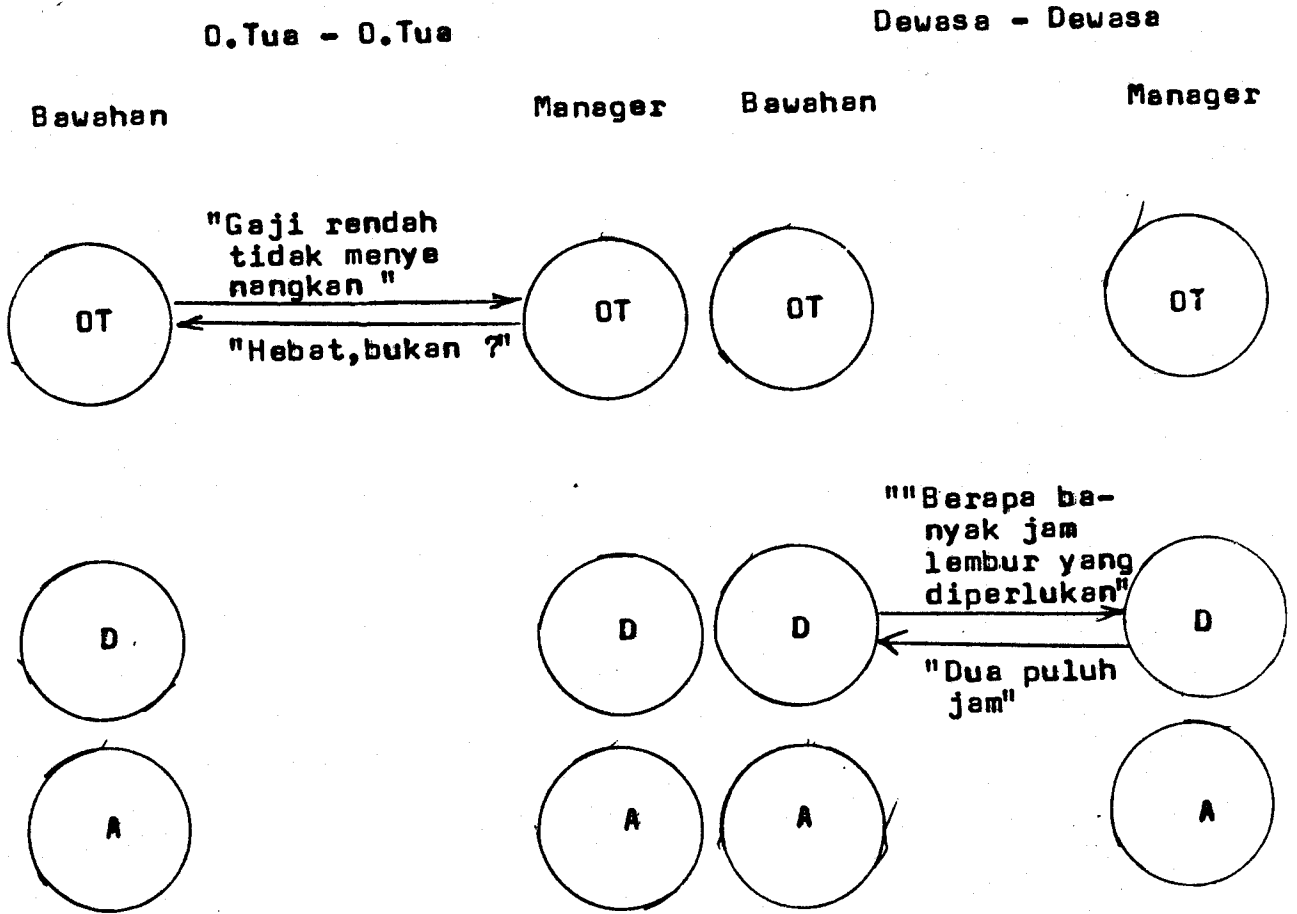 O.Tua - O.Tua
Dewasa - Dewasa
Bawahan
Manager
Bawahan
Manager
"Gaji rendah
tidak menye
nangkan "
OT
OT
OT
OT
"Hebat,bukan ?"
""Berapa ba-
nyak jam
lembur yang
diperlukan"
D
D
D
D
"Dua puluh
jam"
A
A
A
A